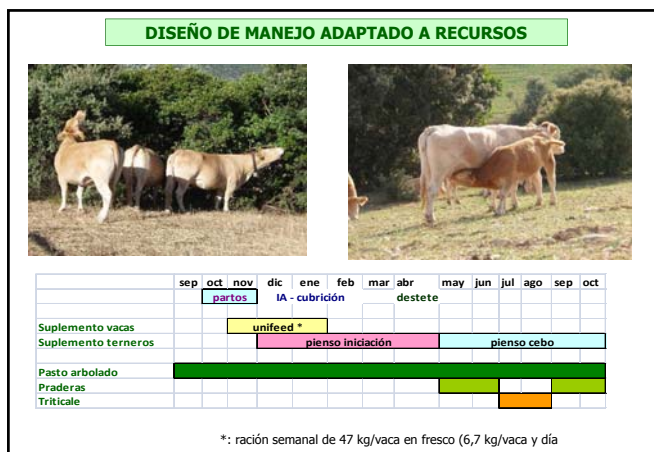 DISEÑO DE MANEJO ADAPTADO A RECURSOS
sep oct nov dic ene feb mar abr may jun jul ago sep oct
partos IA - cubrición destete
Suplemento vacas unifeed *
Suplemento terneros pienso iniciación pienso cebo
Pasto arbolado
Praderas
Triticale
*: ración semanal de 47 kg/vaca en fresco (6,7 kg/vaca y día